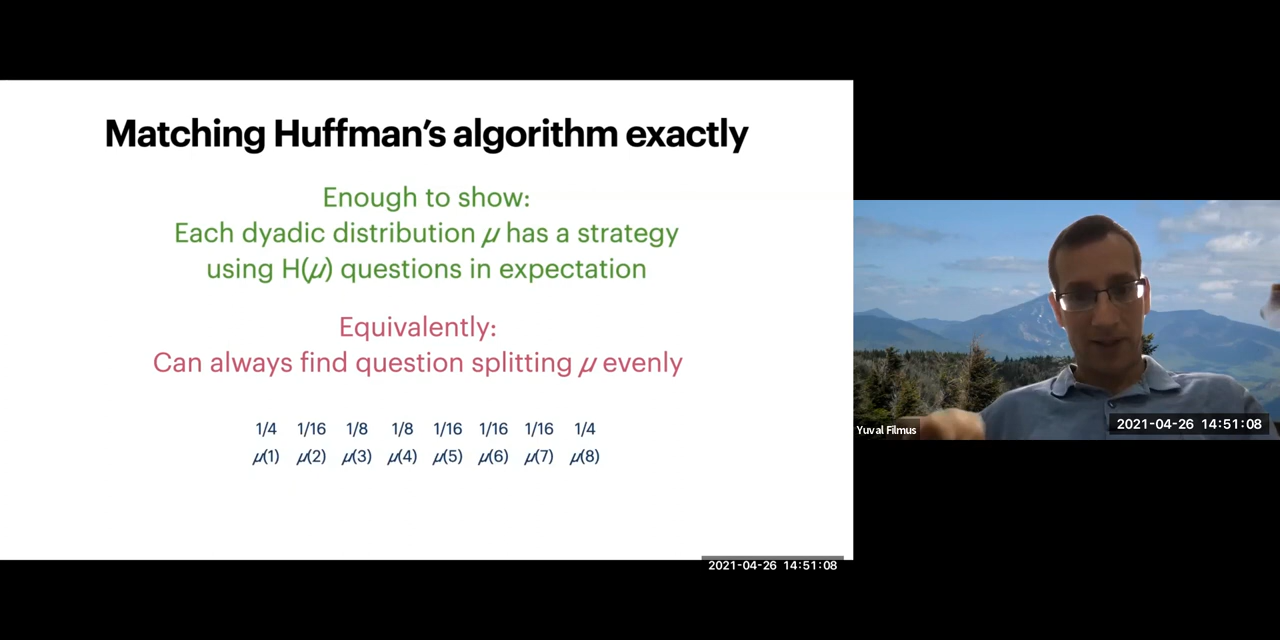 Matching Huffman's algorithm exactly
Enough to show:
Each dyadic distribution μ has a strategy
using H(μ) questions in expectation
Equivalently:
Can always find question splitting μ evenly
1/4 1/16 1/8 1/8 1/16 1/16 1/16 1/4
μ(1) μ(2) μ(3) μ(4) μ(5) μ(6) μ(7) μ(8)
2021-04-26 14:51:08
Yuval Filmus
2021-04-26 14:51:08